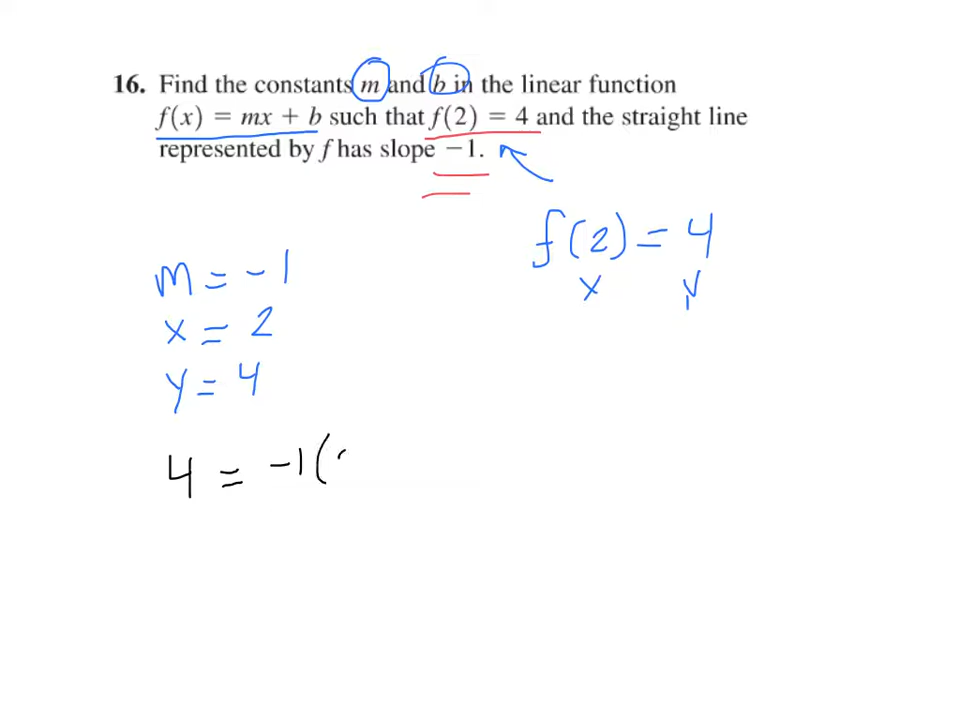 16. Find the constants m and b in the linear function
f(x) = mx + b such that f(2) = 4 and the straight line
represented by f has slope −1.
f(2) = 4
x y
m = -1
x = 2
y = 4
4 = -1(